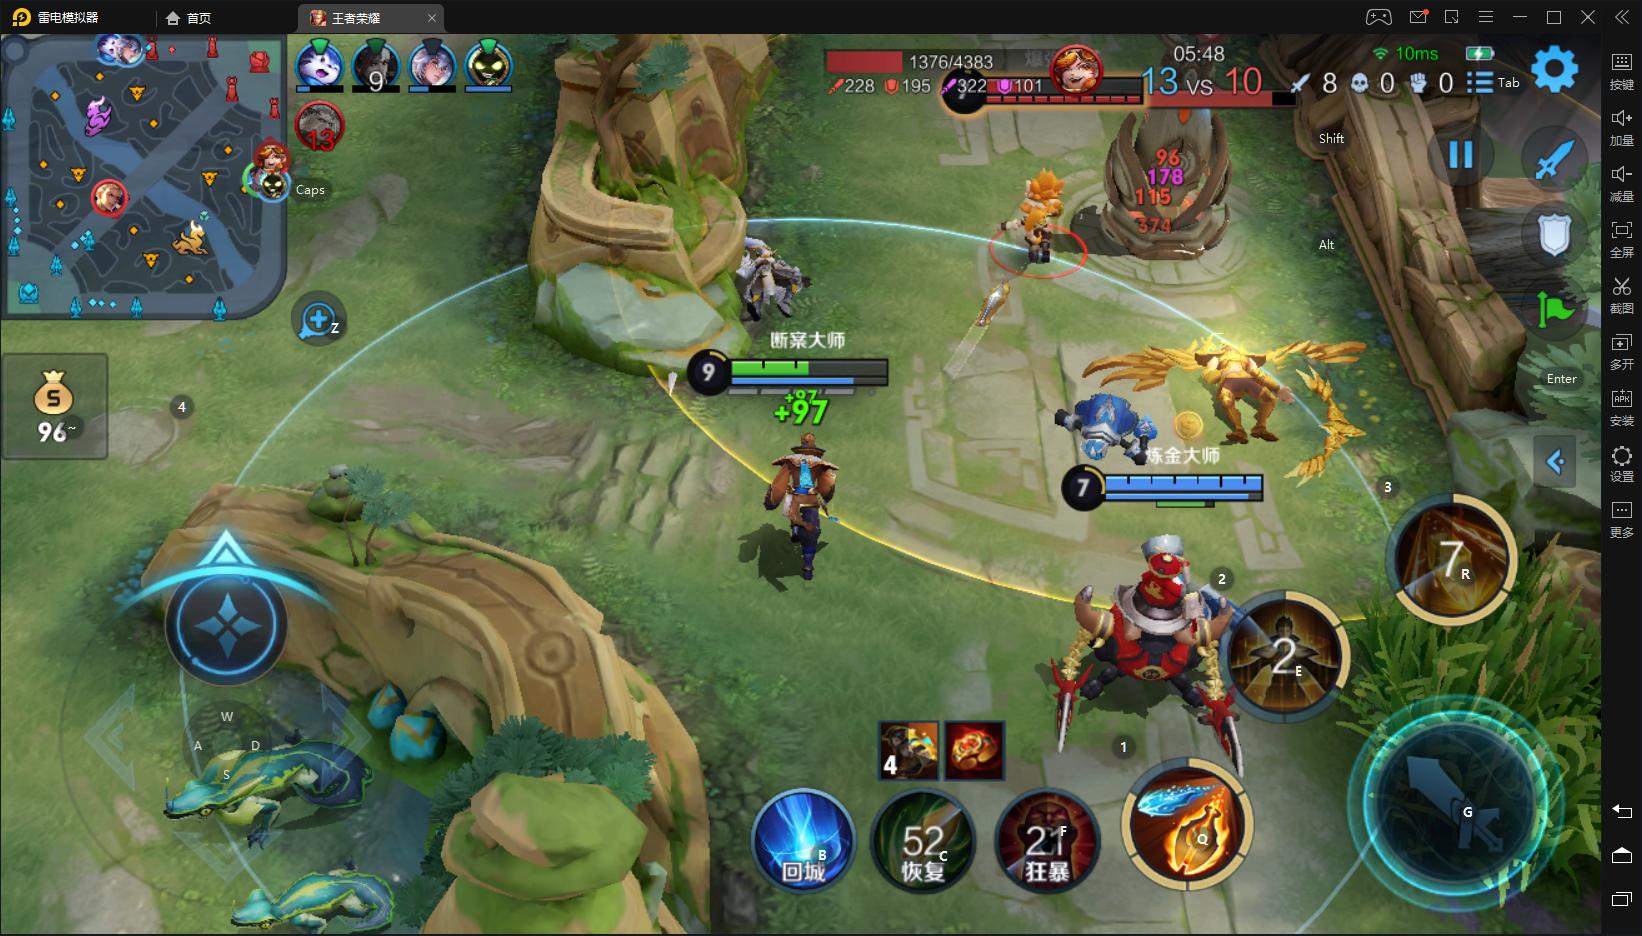 雷电模拟器
首页
王者荣耀
1376/4383
228
195
322
101
13 vs 10
05:48
10ms
8
0
0
Tab
9
13
Caps
Shift
Alt
Enter
96
178
115
374
Z
S
96
~
4
断案大师
9
+97
+97
炼金大师
7
3
7
R
2
2
E
1
W
A
D
S
4
回城
B
52
恢复
C
21
狂暴
F
Q
G
按键
加量
减量
全屏
截图
多开
APK
安装
设置
更多